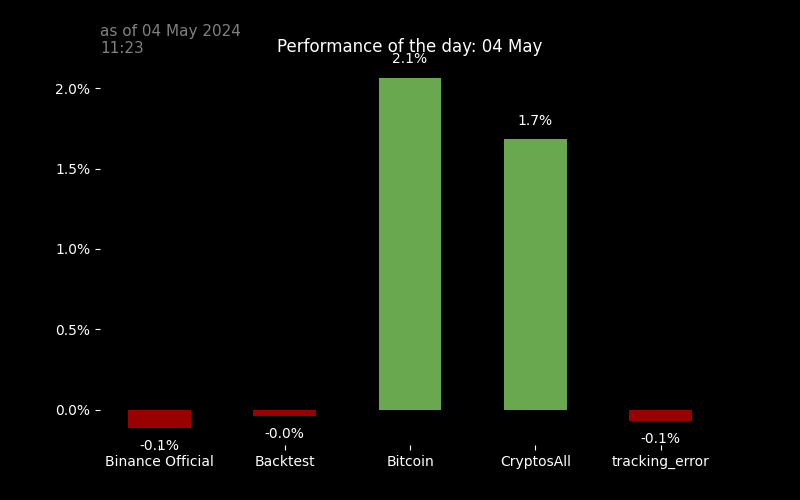 as of 04 May 2024
11:23
Performance of the day: 04 May
2.1%
2.0%
1.7%
1.5%
1.0%
0.5%
0.0%
-0.1%
-0.0%
-0.1%
Binance Official
Backtest
Bitcoin
CryptosAll
tracking_error